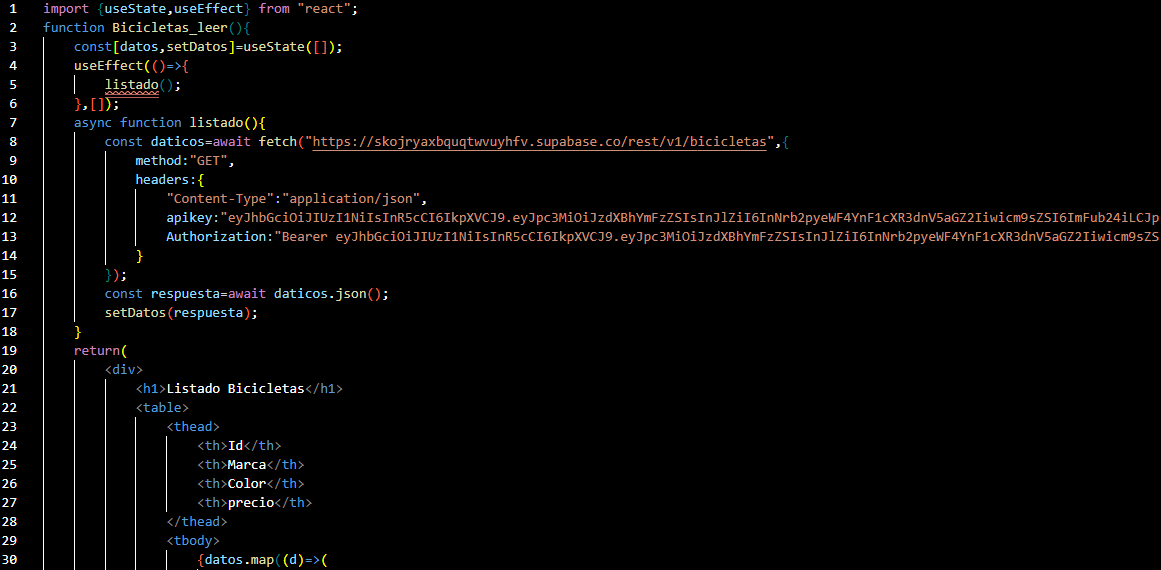 1 import {useState,useEffect} from "react";
2 function Bicicletas_leer(){
3 const[datos,setDatos]=useState([]);
4 useEffect(()=>{
5 listado();
6 },[]);
7 async function listado(){
8 const daticos=await fetch("https://skojryaxbquqtwvuyhfv.supabase.co/rest/v1/bicicletas",{
9 method:"GET",
10 headers:{
11 "Content-Type":"application/json",
12 apikey:"eyJhbGciOiJIUzI1NiIsInR5cCI6IkpXVCJ9.eyJpc3MiOiJzdXBhYmFzZSIsInJlZiI6InNrb2pyeWF4YnF1cXR3dnV5aGZ2Iiwicm9sZSI6ImFub24iLCJp
13 Authorization:"Bearer eyJhbGciOiJIUzI1NiIsInR5cCI6IkpXVCJ9.eyJpc3MiOiJzdXBhYmFzZSIsInJlZiI6InNrb2pyeWF4YnF1cXR3dnV5aGZ2Iiwicm9sZS
14 }
15 });
16 const respuesta=await daticos.json();
17 setDatos(respuesta);
18 }
19 return(
20 <div>
21 <h1>Listado Bicicletas</h1>
22 <table>
23 <thead>
24 <th>Id</th>
25 <th>Marca</th>
26 <th>Color</th>
27 <th>precio</th>
28 </thead>
29 <tbody>
30 {datos.map((d)=>(